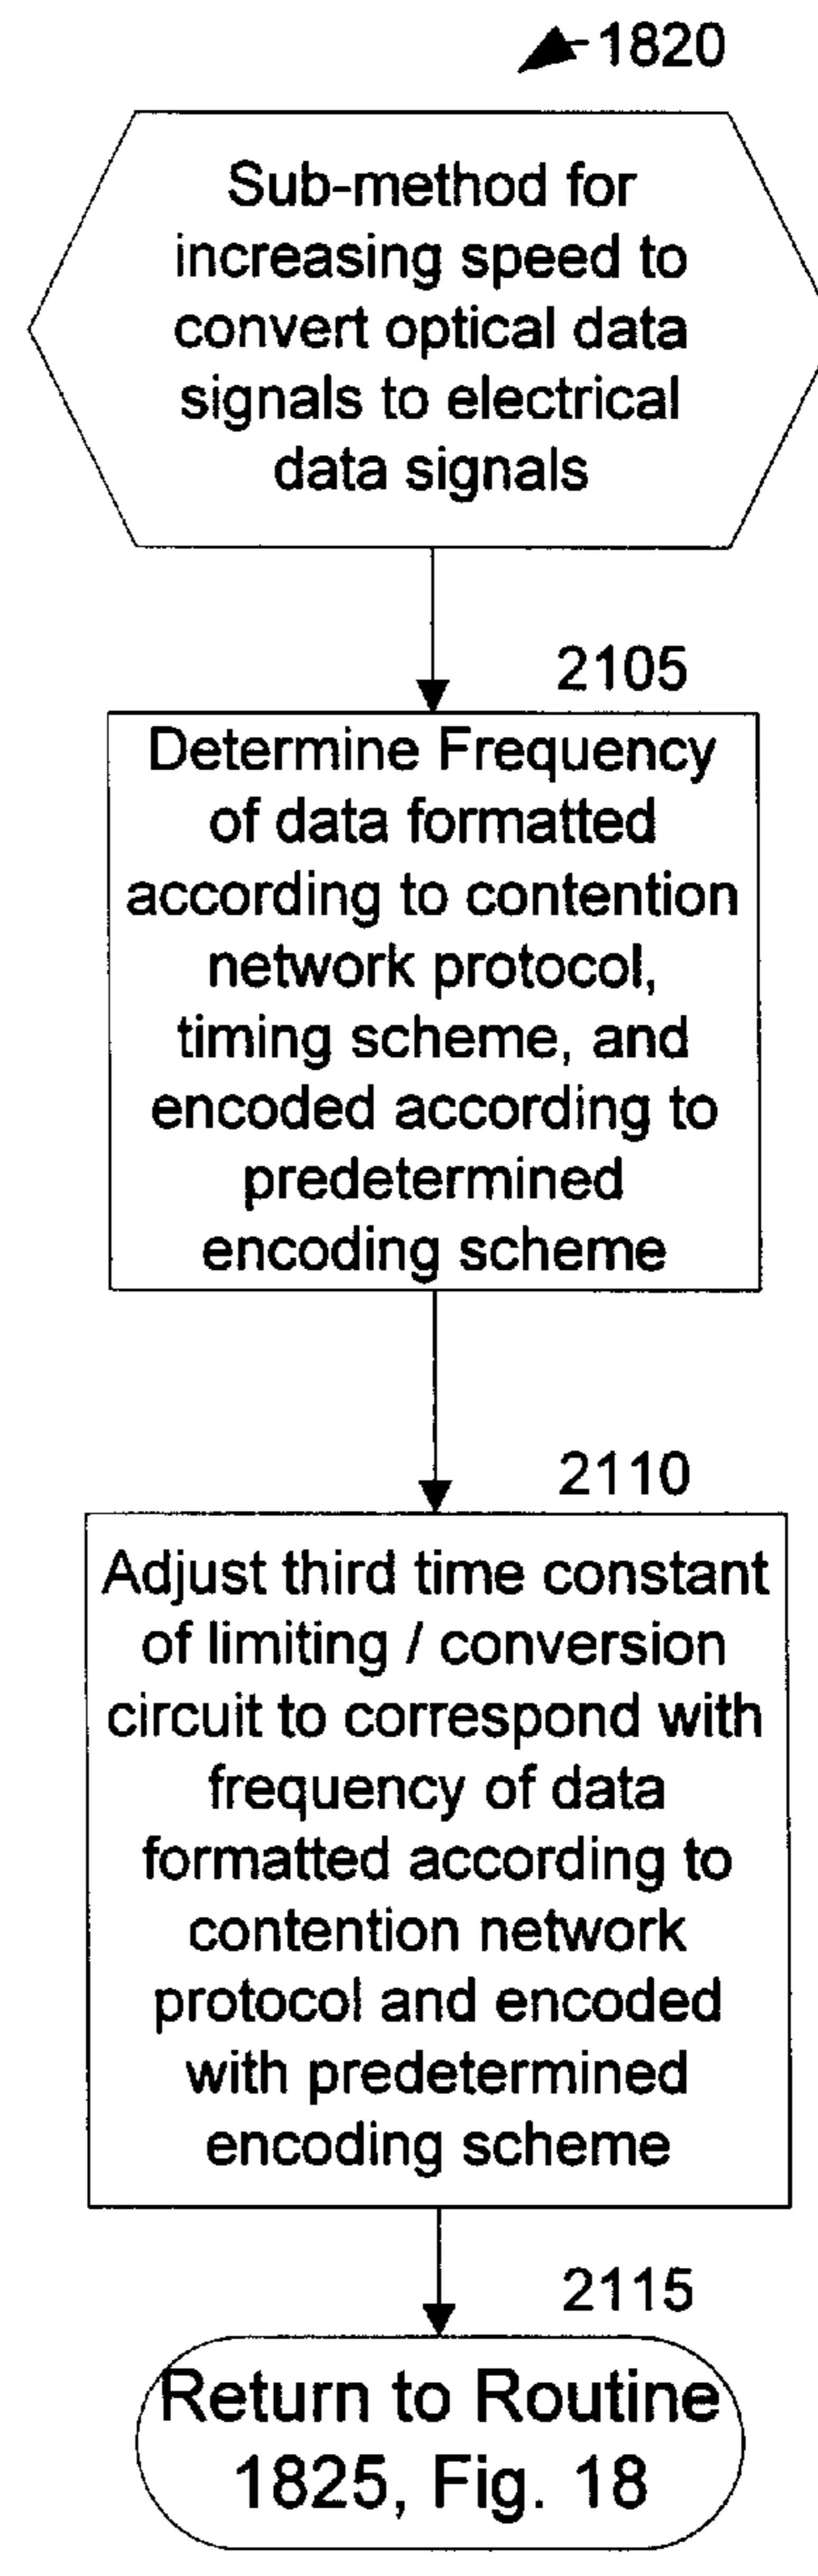 1820
Sub-method for
increasing speed to
convert optical data
signals to electrical
data signals
2105
Determine Frequency
of data formatted
according to contention
network protocol,
timing scheme, and
encoded according to
predetermined
encoding scheme
2110
Adjust third time constant
of limiting / conversion
circuit to correspond with
frequency of data
formatted according to
contention network
protocol and encoded
with predetermined
encoding scheme
2115
Return to Routine
1825, Fig. 18